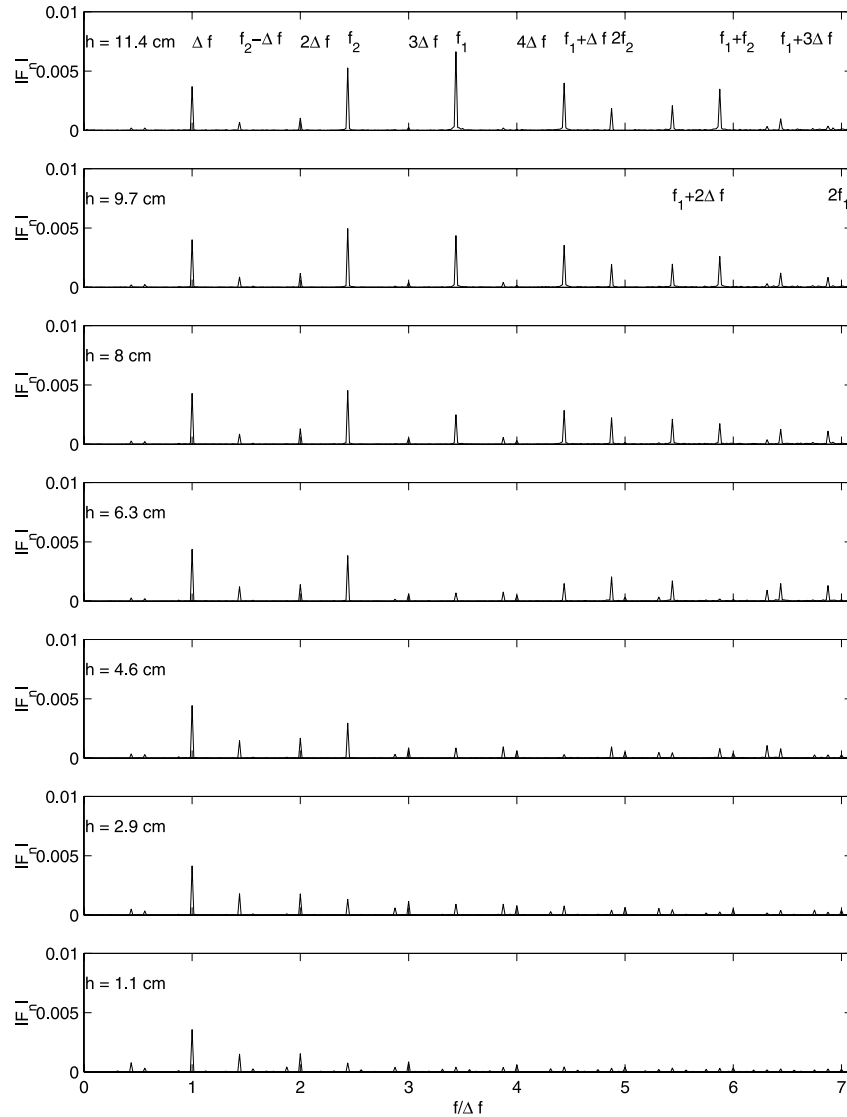 0.01
h = 11.4 cm Δ f f₂−Δ f 2Δ f f₂ 3Δ f f₁ 4Δ f f₁+Δ f 2f₂ f₁+f₂ f₁+3Δ f
|Fₙ| 0.005
0
0.01
h = 9.7 cm f₁+2Δ f 2f₁
|Fₙ| 0.005
0
0.01
h = 8 cm
|Fₙ| 0.005
0
0.01
h = 6.3 cm
|Fₙ| 0.005
0
0.01
h = 4.6 cm
|Fₙ| 0.005
0
0.01
h = 2.9 cm
|Fₙ| 0.005
0
0.01
h = 1.1 cm
|Fₙ| 0.005
0
0 1 2 3 4 5 6 7
f/Δ f